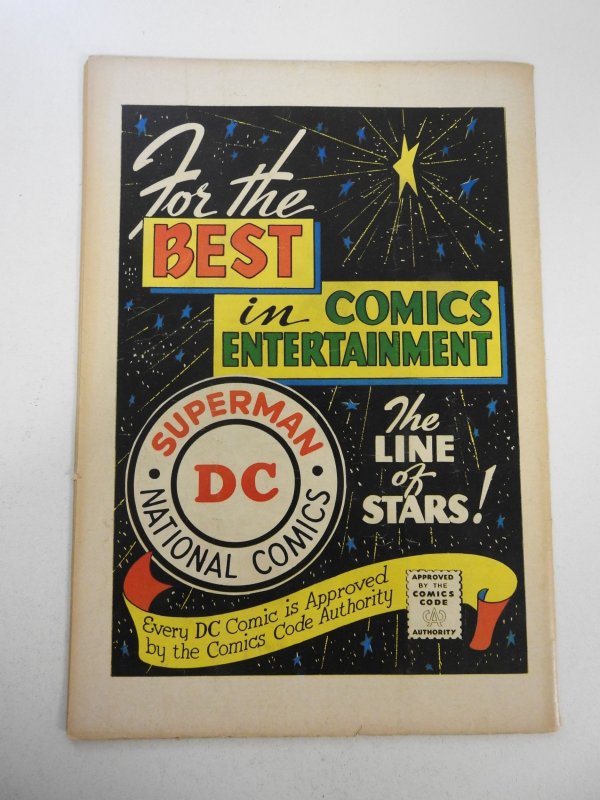 For the
BEST
in COMICS
ENTERTAINMENT
SUPERMAN
DC
NATIONAL COMICS
The
LINE
of
STARS!
Every DC Comic is Approved
by the Comics Code Authority
APPROVED
BY THE
COMICS
CODE
CAC
AUTHORITY